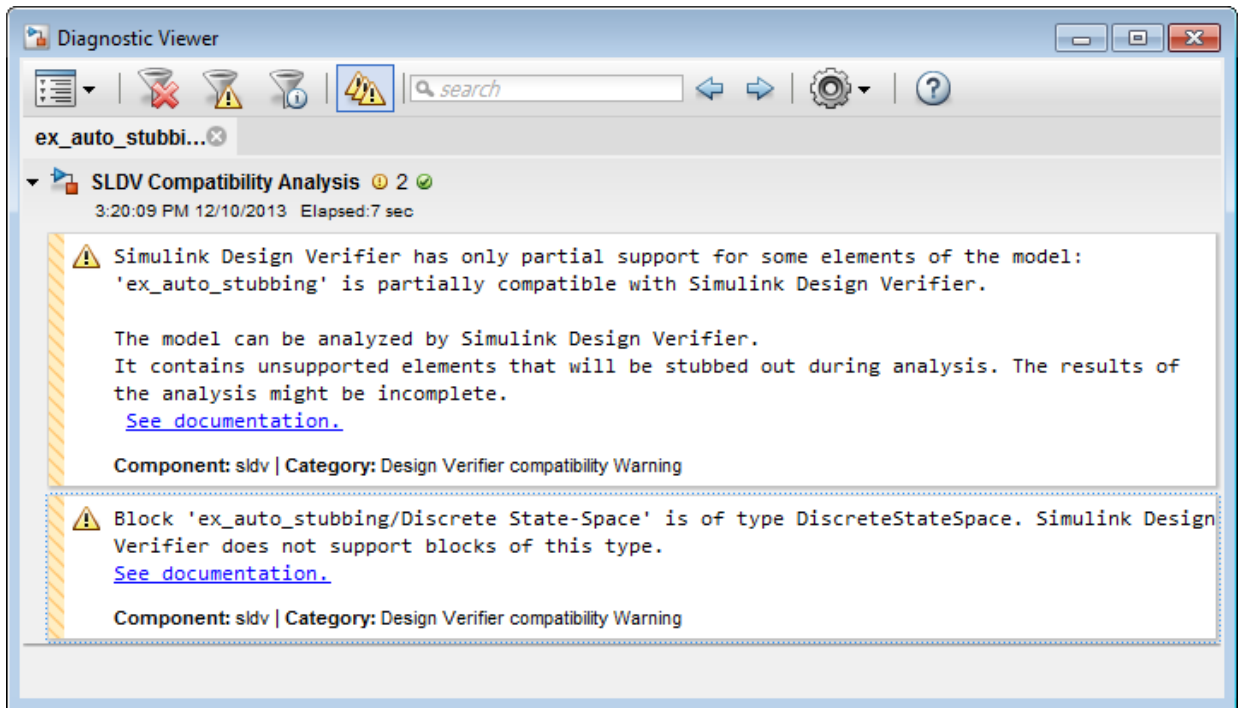 Diagnostic Viewer
search
ex_auto_stubbi...
SLDV Compatibility Analysis 2
3:20:09 PM 12/10/2013 Elapsed:7 sec
Simulink Design Verifier has only partial support for some elements of the model:
'ex_auto_stubbing' is partially compatible with Simulink Design Verifier.
The model can be analyzed by Simulink Design Verifier.
It contains unsupported elements that will be stubbed out during analysis. The results of
the analysis might be incomplete.
See documentation.
Component: sldv | Category: Design Verifier compatibility Warning
Block 'ex_auto_stubbing/Discrete State-Space' is of type DiscreteStateSpace. Simulink Design
Verifier does not support blocks of this type.
See documentation.
Component: sldv | Category: Design Verifier compatibility Warning